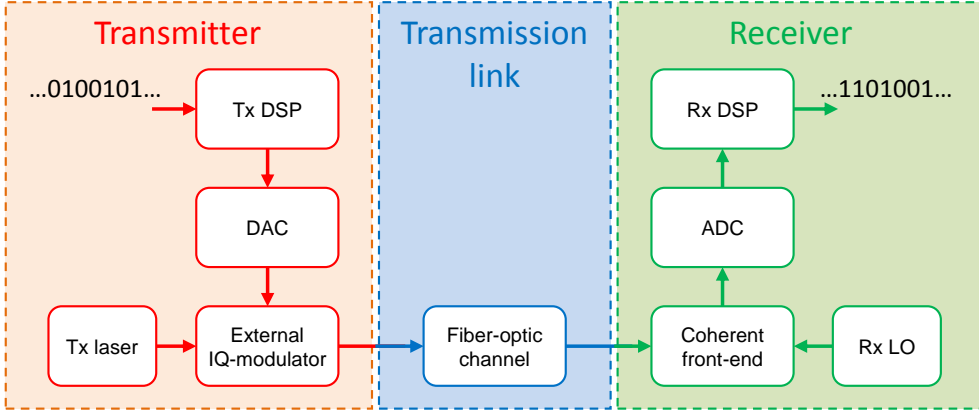 Transmitter
...0100101...
Tx DSP
DAC
Tx laser
External
IQ-modulator
Transmission
link
Fiber-optic
channel
Receiver
Rx DSP
...1101001...
ADC
Coherent
front-end
Rx LO